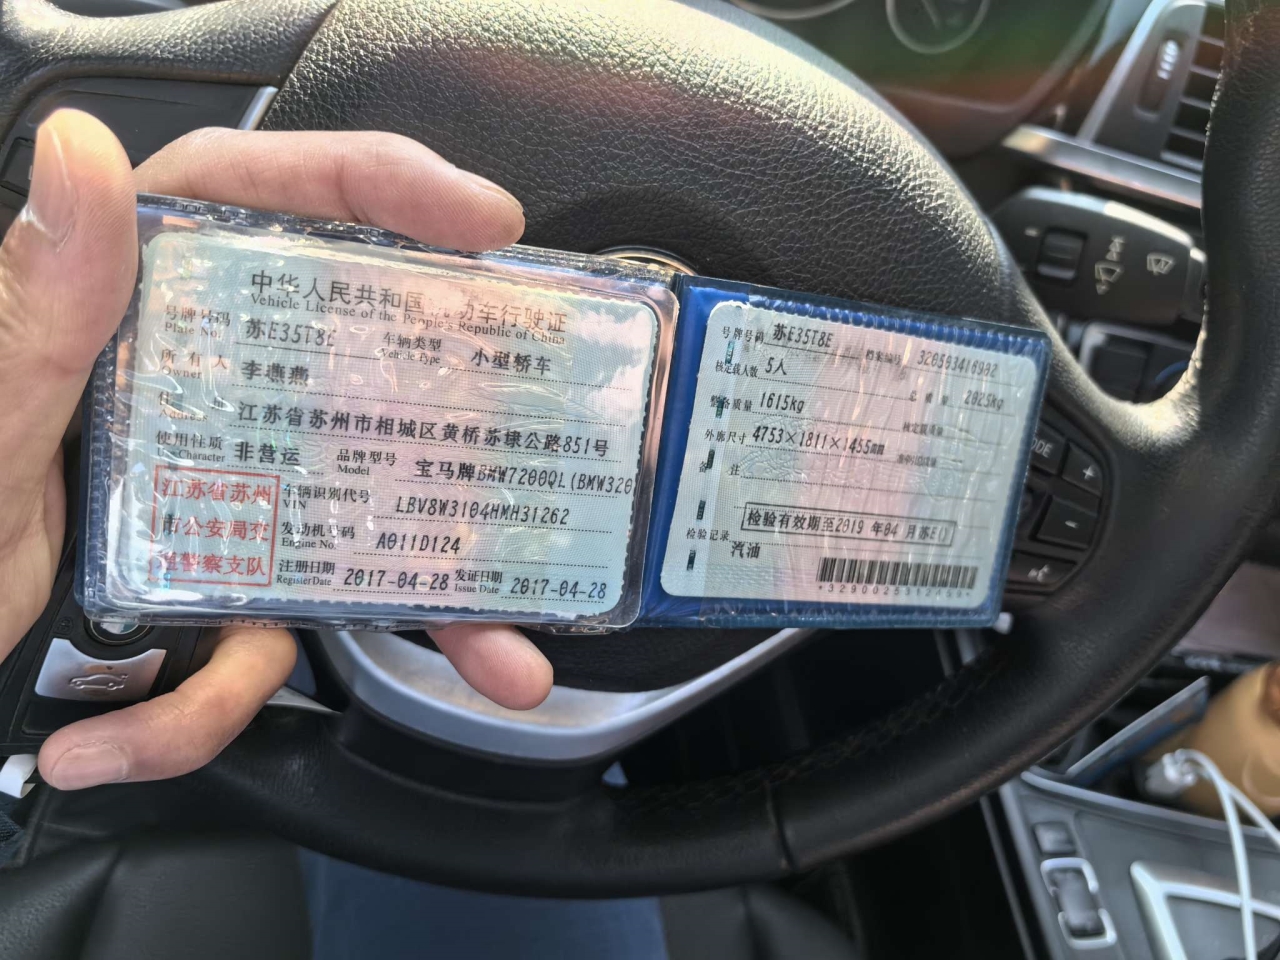 中华人民共和国 动车行驶证
Vehicle License of the People's Republic of China
号牌号码 苏E35T8E 车辆类型 小型轿车
Plate No. Vehicle Type
所有人 李燕燕
Owner
住 址 江苏省苏州市相城区黄桥苏埭公路851号
Address
使用性质 非营运 品牌型号 宝马牌BMW7200QL(BMW320
Use Character Model
江苏省苏州
市公安局交
通警察支队
车辆识别代号 LBV8W3104HMH31262
VIN
发动机号码 A011D124
Engine No.
注册日期 2017-04-28 发证日期 2017-04-28
Register Date Issue Date
号牌号码 苏E35T8E 档案编号
核定载人数 5人 总质量 2025kg
整备质量 1615kg 核定载质量
外廓尺寸 4753×1811×1455mm
备 注
检验有效期至2019 年04 月苏E()
检验记录
汽油